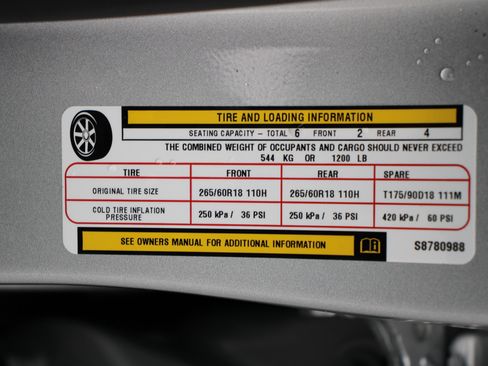 TIRE AND LOADING INFORMATION
SEATING CAPACITY - TOTAL 6 FRONT 2 REAR 4
THE COMBINED WEIGHT OF OCCUPANTS AND CARGO SHOULD NEVER EXCEED
544 KG OR 1200 LB
TIRE FRONT REAR SPARE
ORIGINAL TIRE SIZE 265/60R18 110H 265/60R18 110H T175/90D18 111M
COLD TIRE INFLATION PRESSURE 250 kPa / 36 PSI 250 kPa / 36 PSI 420 kPa / 60 PSI
SEE OWNERS MANUAL FOR ADDITIONAL INFORMATION S8780988